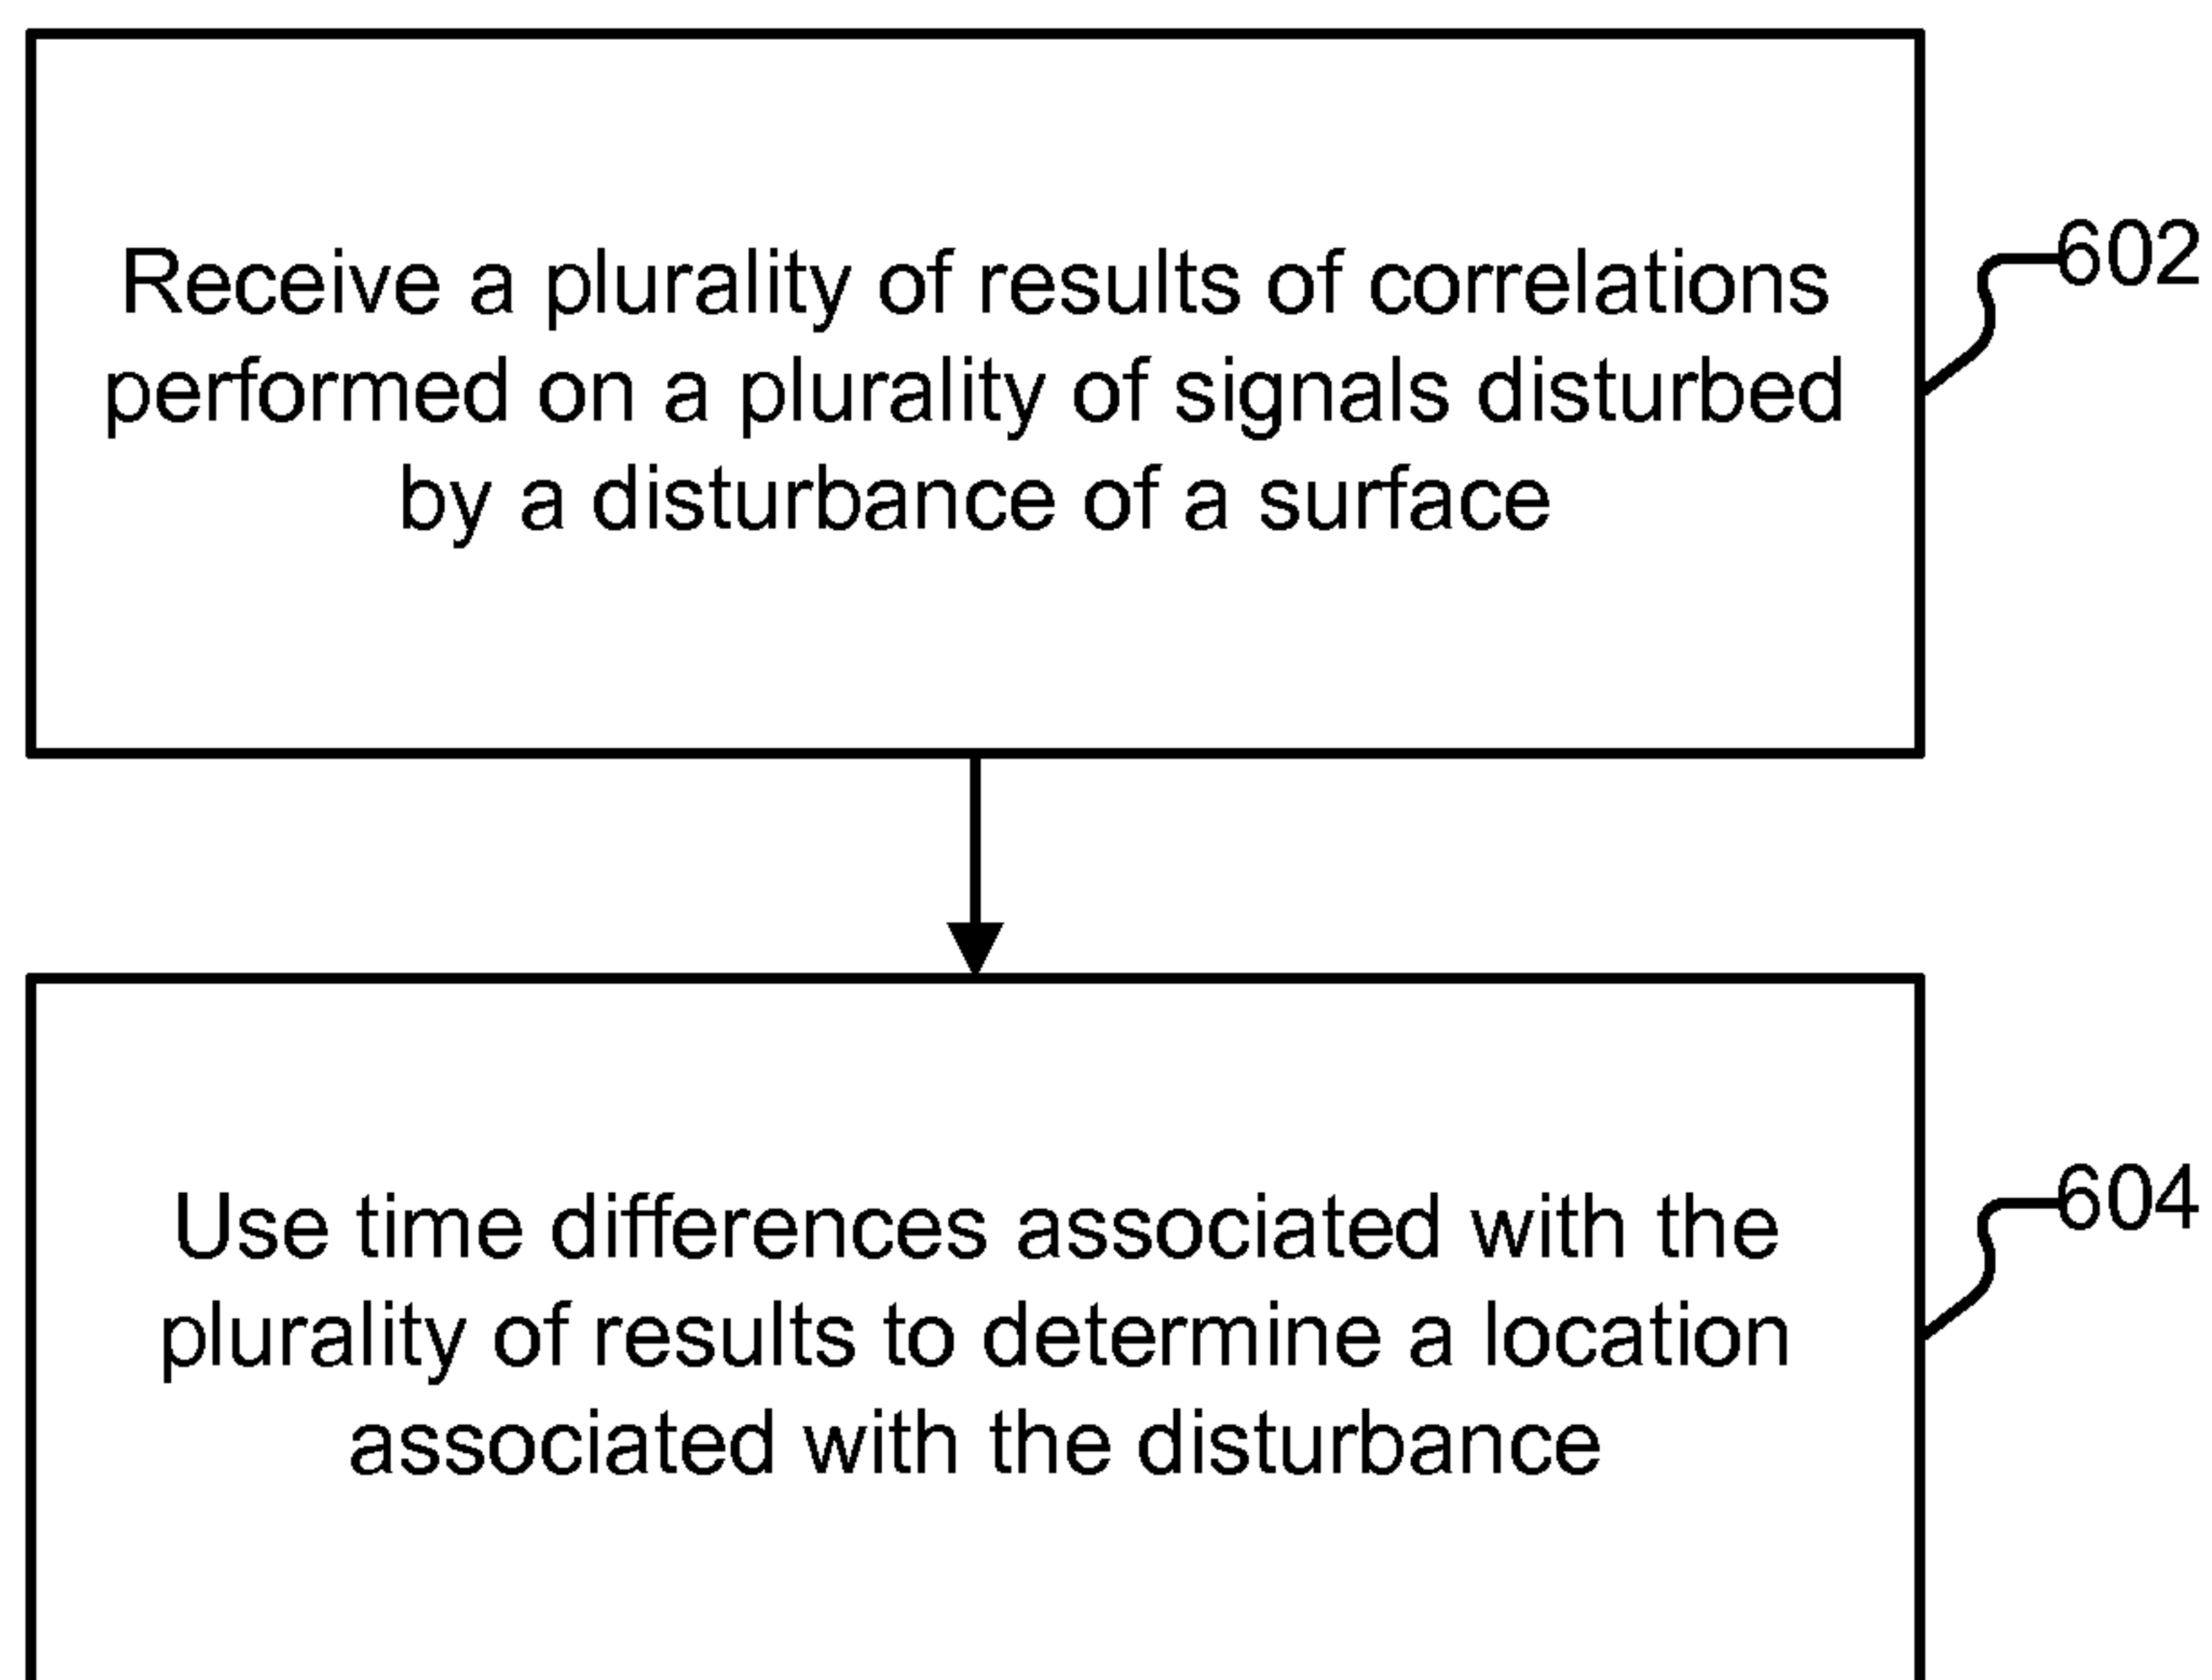 Receive a plurality of results of correlations
performed on a plurality of signals disturbed
by a disturbance of a surface
602
Use time differences associated with the
plurality of results to determine a location
associated with the disturbance
604